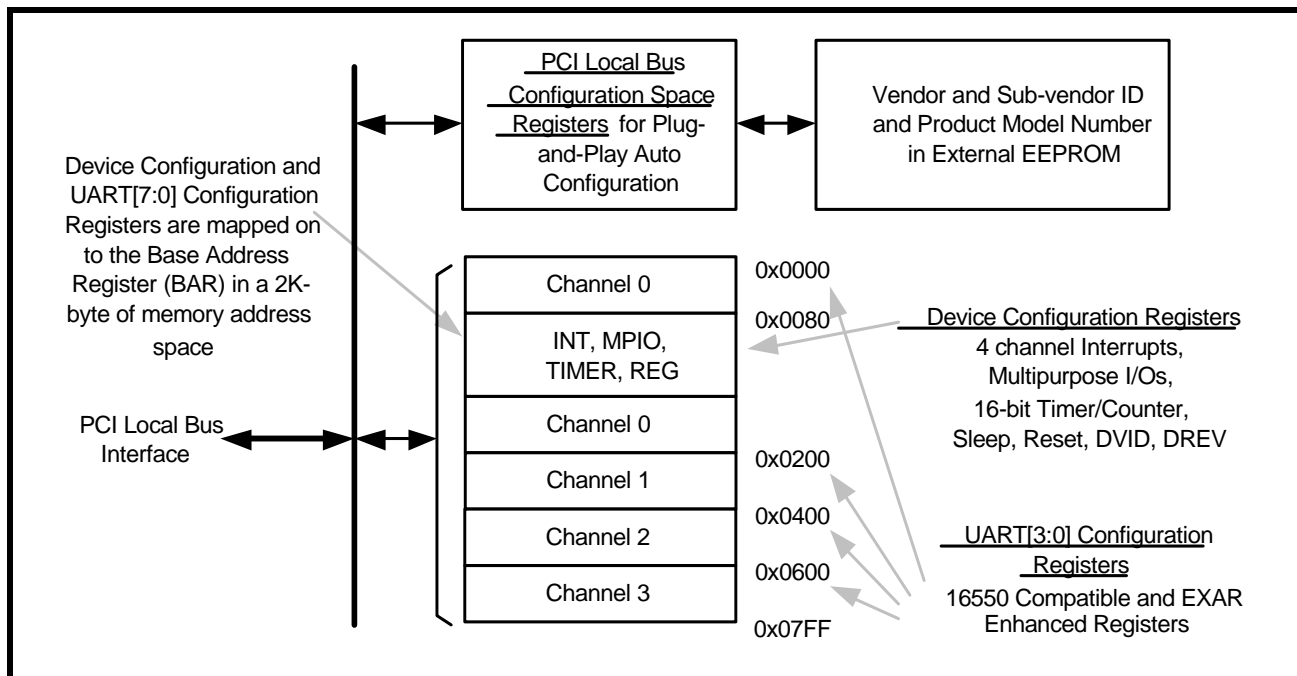 PCI Local Bus
Configuration Space
Registers for Plug-
and-Play Auto
Configuration
Vendor and Sub-vendor ID
and Product Model Number
in External EEPROM
Device Configuration and
UART[7:0] Configuration
Registers are mapped on
to the Base Address
Register (BAR) in a 2K-
byte of memory address
space
PCI Local Bus
Interface
Channel 0
INT, MPIO,
TIMER, REG
Channel 0
Channel 1
Channel 2
Channel 3
0x0000
0x0080
0x0200
0x0400
0x0600
0x07FF
Device Configuration Registers
4 channel Interrupts,
Multipurpose I/Os,
16-bit Timer/Counter,
Sleep, Reset, DVID, DREV
UART[3:0] Configuration
Registers
16550 Compatible and EXAR
Enhanced Registers